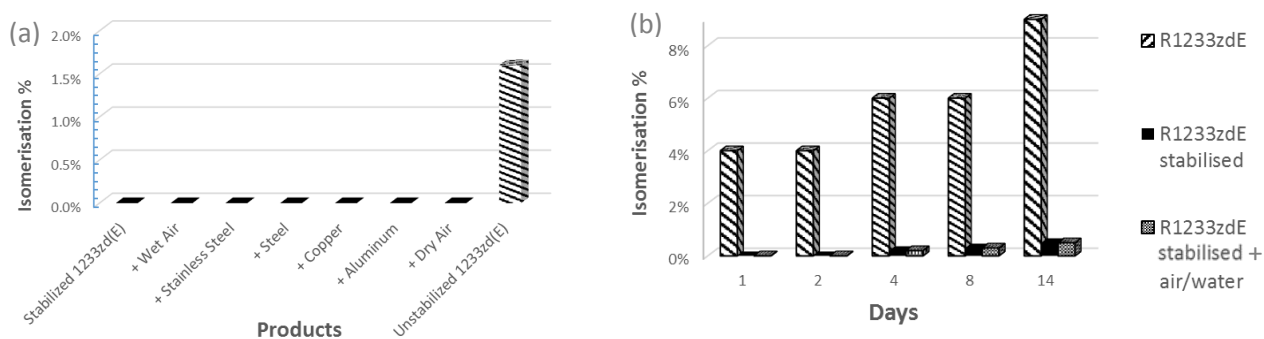 (a)
2.0%
1.5%
1.0%
0.5%
0.0%
Isomerisation %
Stabilized 1233zd(E)
+ Wet Air
+ Stainless Steel
+ Steel
+ Copper
+ Aluminum
+ Dry Air
Unstabilized 1233zd(E)
Products
(b)
8%
6%
4%
2%
0%
Isomerisation %
1
2
4
8
14
Days
R1233zdE
R1233zdE
stabilised
R1233zdE
stabilised +
air/water